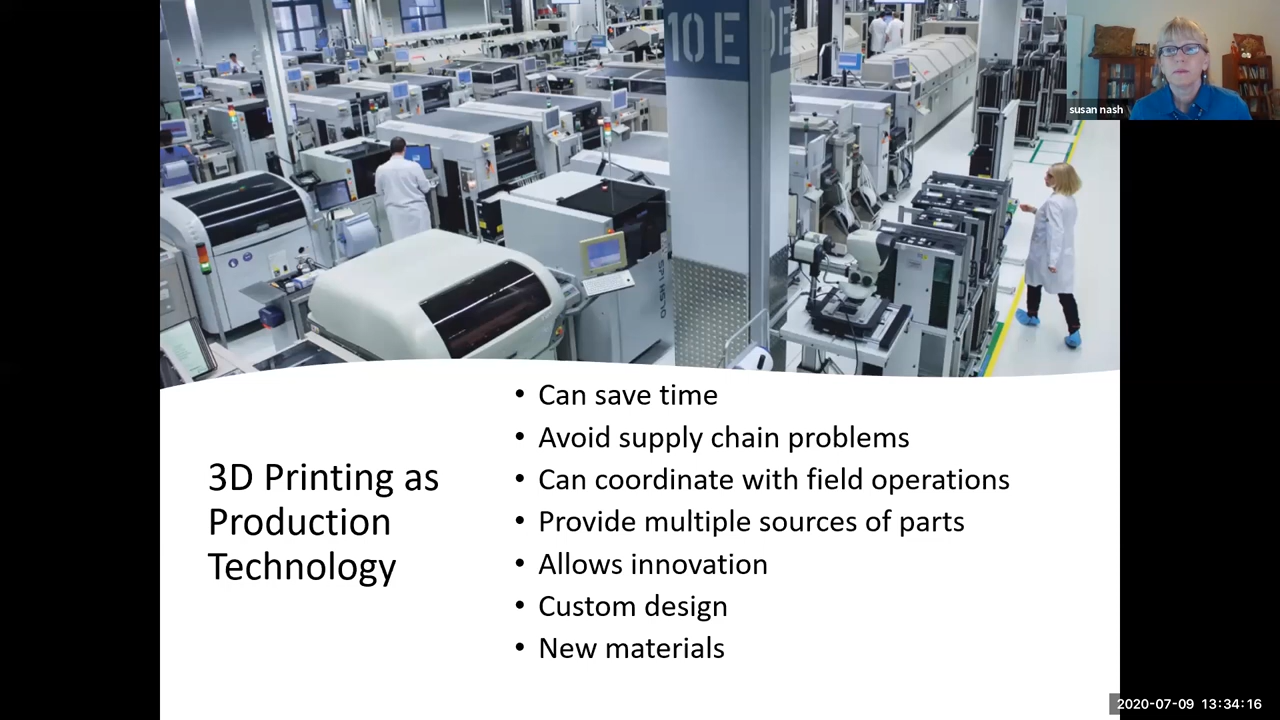 10 E
susan nash
3D Printing as
Production
Technology
• Can save time
• Avoid supply chain problems
• Can coordinate with field operations
• Provide multiple sources of parts
• Allows innovation
• Custom design
• New materials
2020-07-09 13:34:16